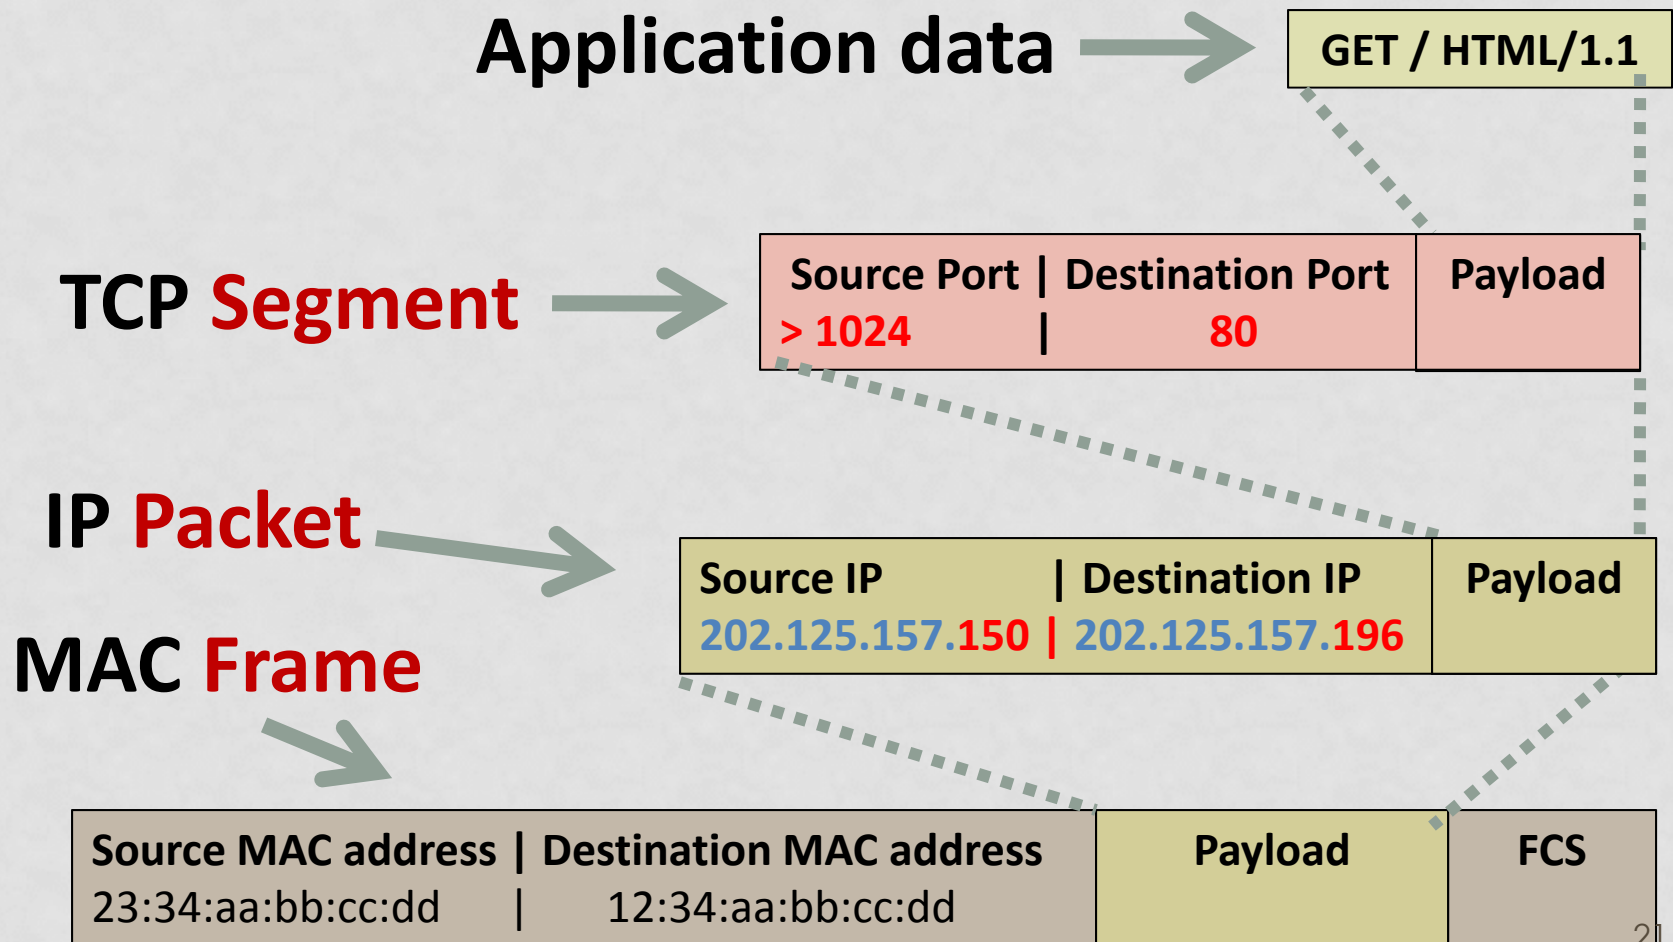 Application data
GET / HTML/1.1
TCP Segment
Source Port | Destination Port
> 1024 | 80
Payload
IP Packet
Source IP | Destination IP
202.125.157.150 | 202.125.157.196
Payload
MAC Frame
Source MAC address | Destination MAC address
23:34:aa:bb:cc:dd | 12:34:aa:bb:cc:dd
Payload
FCS
21